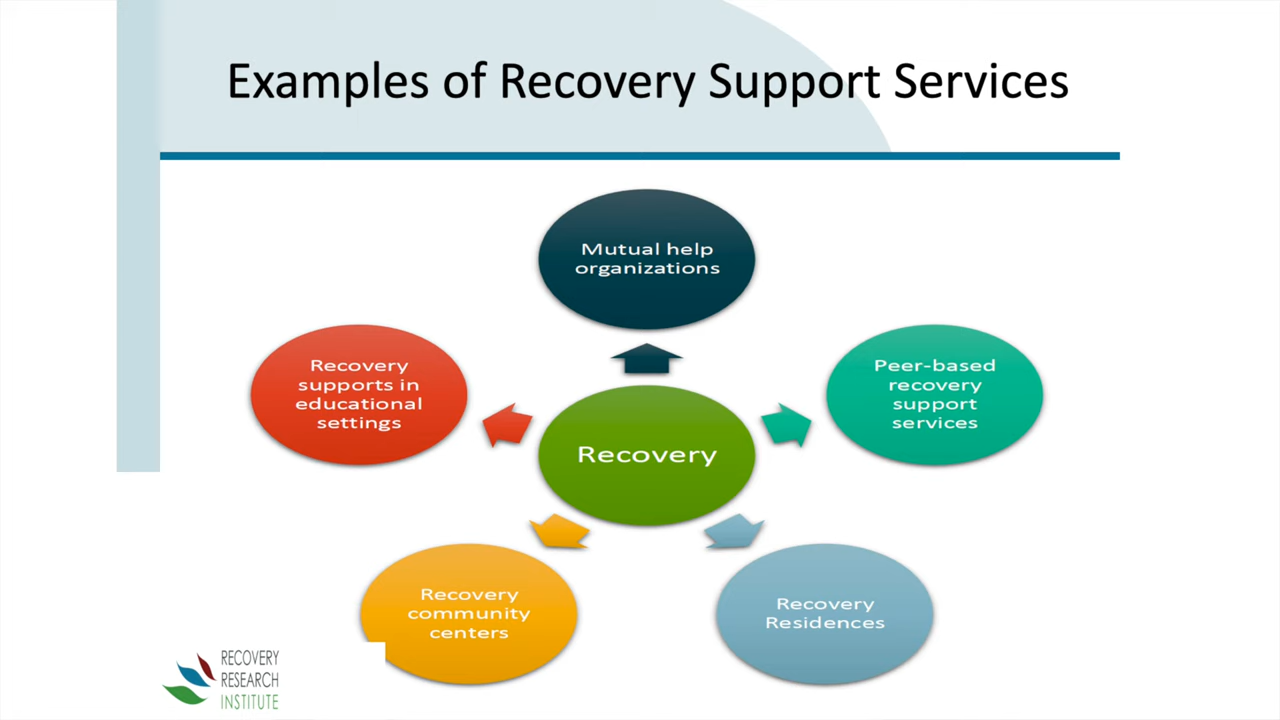 Examples of Recovery Support Services
Mutual help
organizations
Recovery
supports in
educational
settings
Peer-based
recovery
support
services
Recovery
Recovery
community
centers
Recovery
Residences
RECOVERY
RESEARCH
INSTITUTE